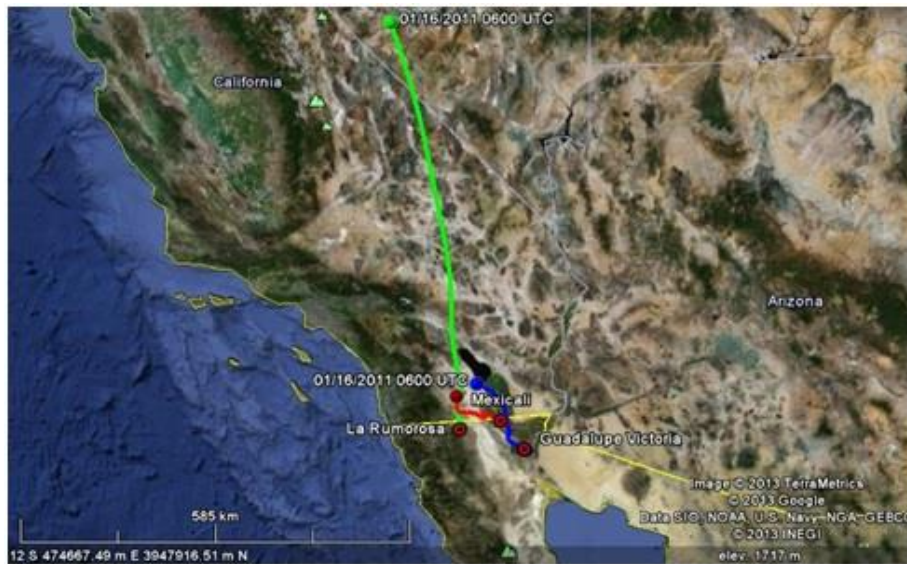 01/16/2011 0600 UTC
California
Arizona
01/16/2011 0600 UTC
Mexicali
La Rumorosa
Guadalupe Victoria
Image © 2013 TerraMetrics
© 2013 Google
585 km
Data SIO, NOAA, U.S. Navy, NGA, GEBCO
© 2013 INEGI
12 S 474667.49 m E 3947916.51 m N
elev. 1717 m